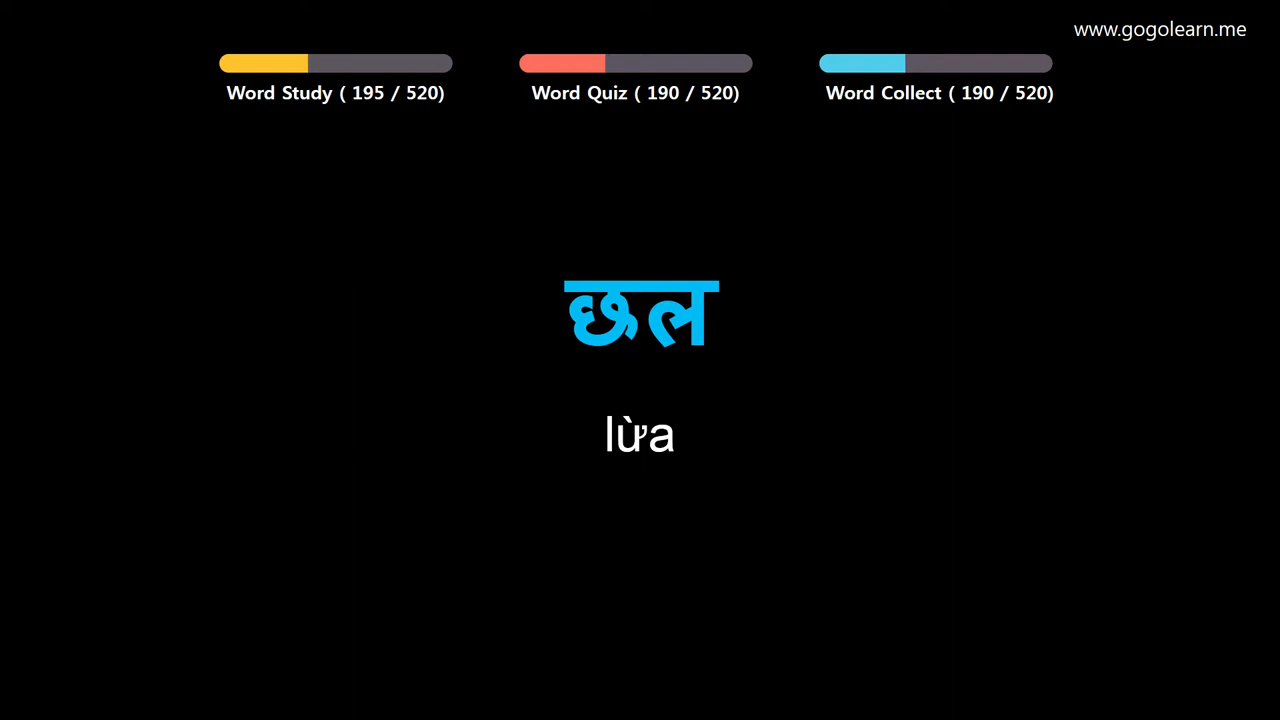 www.gogolearn.me
Word Study ( 195 / 520)
Word Quiz ( 190 / 520)
Word Collect ( 190 / 520)
छल
lừa